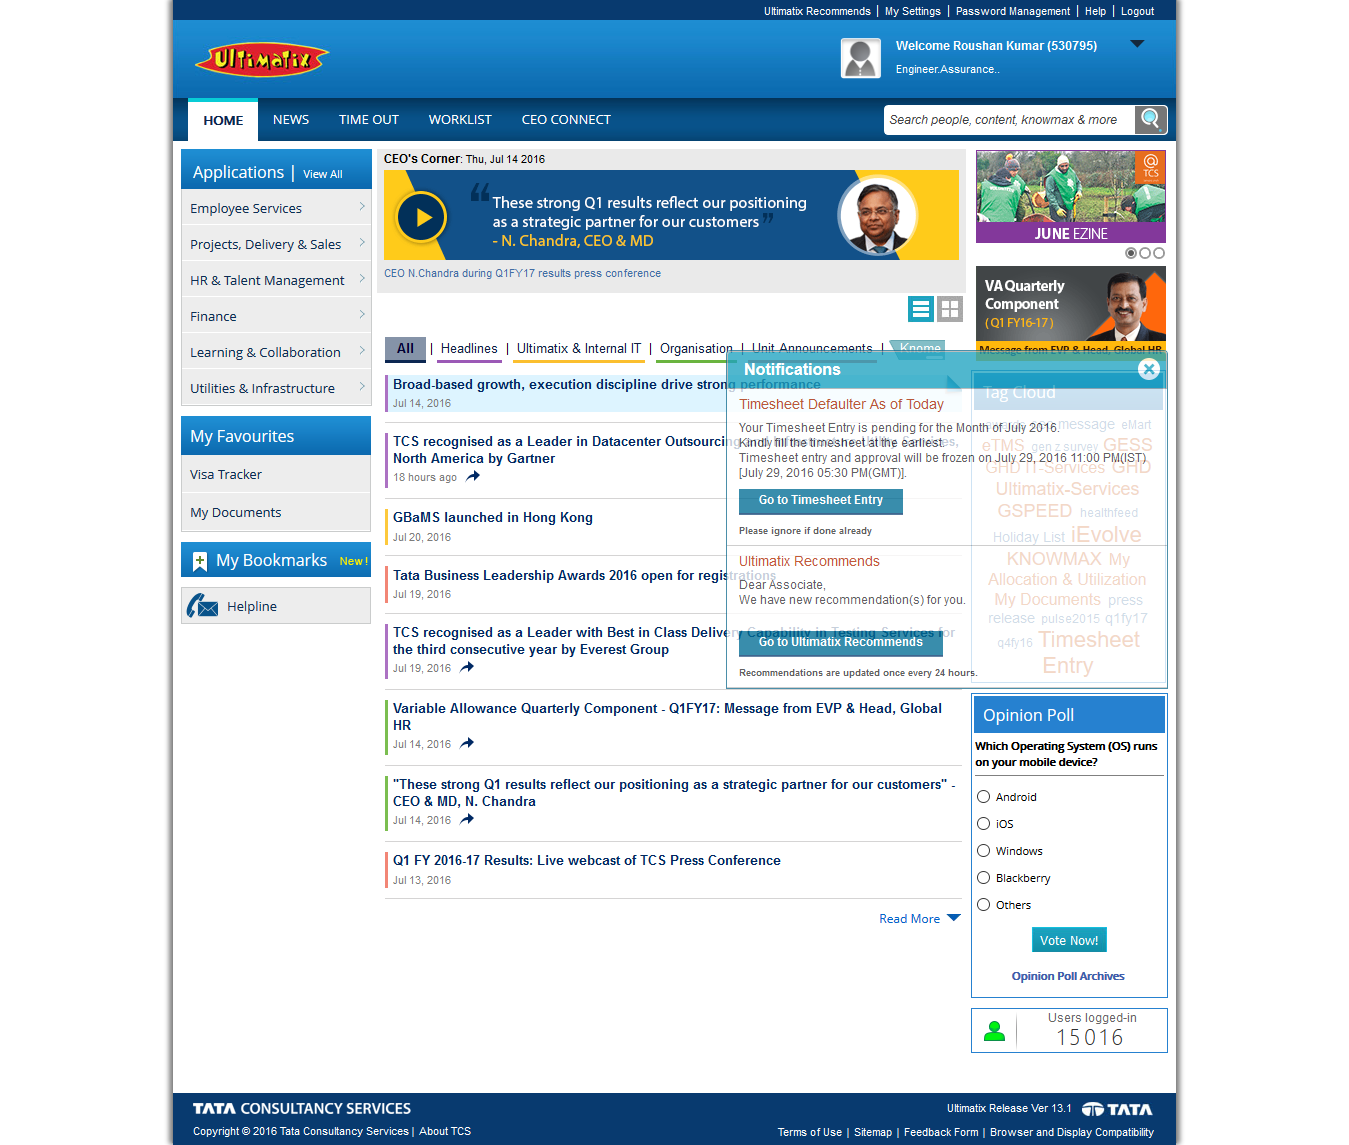 Ultimatix Recommends | My Settings | Password Management | Help | Logout
Ultimatix
Welcome Roushan Kumar (530795)
Engineer.Assurance..
HOME NEWS TIME OUT WORKLIST CEO CONNECT
Search people, content, knowmax & more
Applications | View All
Employee Services
Projects, Delivery & Sales
HR & Talent Management
Finance
Learning & Collaboration
Utilities & Infrastructure
My Favourites
Visa Tracker
My Documents
My Bookmarks New !
Helpline
CEO's Corner: Thu, Jul 14 2016
“These strong Q1 results reflect our positioning
as a strategic partner for our customers”
- N. Chandra, CEO & MD
CEO N.Chandra during Q1FY17 results press conference
All | Headlines | Ultimatix & Internal IT | Organisation | Unit Announcements | Knome
Broad-based growth, execution discipline drive strong performance
Jul 14, 2016
TCS recognised as a Leader in Datacenter Outsourcing
North America by Gartner
18 hours ago
GBaMS launched in Hong Kong
Jul 20, 2016
Tata Business Leadership Awards 2016 open for registrations
Jul 19, 2016
TCS recognised as a Leader with Best in Class Delivery Capability in Testing Services for
the third consecutive year by Everest Group
Jul 19, 2016
Variable Allowance Quarterly Component - Q1FY17: Message from EVP & Head, Global
HR
Jul 14, 2016
"These strong Q1 results reflect our positioning as a strategic partner for our customers" -
CEO & MD, N. Chandra
Jul 14, 2016
Q1 FY 2016-17 Results: Live webcast of TCS Press Conference
Jul 13, 2016
Read More
@
TCS
JUNE EZINE
VA Quarterly
Component
( Q1 FY16-17 )
Message from EVP & Head, Global HR
Notifications
Timesheet Defaulter As of Today
Your Timesheet Entry is pending for the Month of July 2016.
Kindly fill the timesheet at the earliest.
Timesheet entry and approval will be frozen on July 29, 2016 11:00 PM(IST)
[July 29, 2016 05:30 PM(GMT)].
Go to Timesheet Entry
Please ignore if done already
Ultimatix Recommends
Dear Associate,
We have new recommendation(s) for you.
Go to Ultimatix Recommends
Recommendations are updated once every 24 hours.
Tag Cloud
message eMart
eTMS gen z survey GESS
GHD IT-Services GHD
Ultimatix-Services
GSPEED healthfeed
Holiday List iEvolve
KNOWMAX My
Allocation & Utilization
My Documents press
release pulse2015 q1fy17
q4fy16 Timesheet
Entry
Opinion Poll
Which Operating System (OS) runs
on your mobile device?
Android
iOS
Windows
Blackberry
Others
Vote Now!
Opinion Poll Archives
Users logged-in
15016
TATA CONSULTANCY SERVICES
Copyright © 2016 Tata Consultancy Services | About TCS
Ultimatix Release Ver 13.1 TATA
Terms of Use | Sitemap | Feedback Form | Browser and Display Compatibility